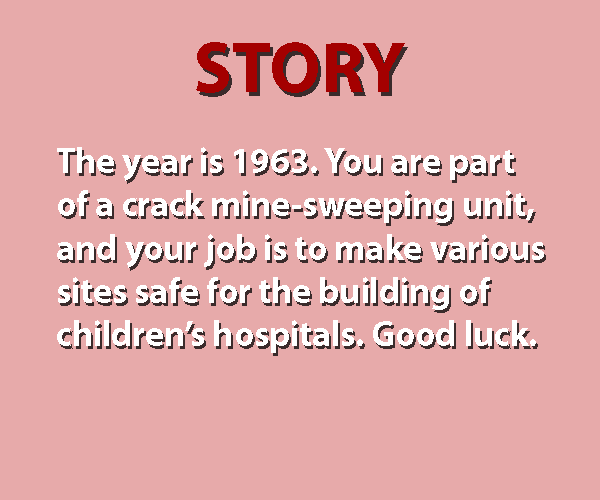 STORY
The year is 1963. You are part
of a crack mine-sweeping unit,
and your job is to make various
sites safe for the building of
children’s hospitals. Good luck.